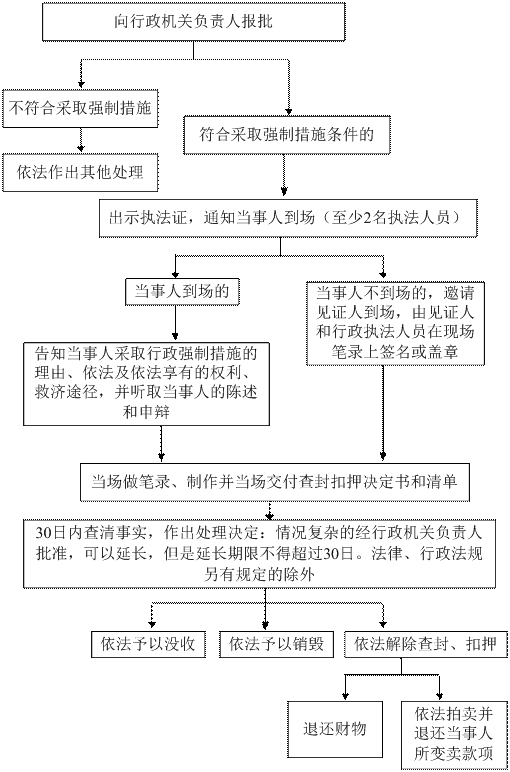 向行政机关负责人报批
不符合采取强制措施
符合采取强制措施条件的
依法作出其他处理
出示执法证，通知当事人到场（至少2名执法人员）
当事人到场的
当事人不到场的，邀请
见证人到场，由见证人
和行政执法人员在现场
笔录上签名或盖章
告知当事人采取行政强制措施的
理由、依法及依法享有的权利、
救济途径，并听取当事人的陈述
和申辩
当场做笔录、制作并当场交付查封扣押决定书和清单
30日内查清事实，作出处理决定：情况复杂的经行政机关负责人
批准，可以延长，但是延长期限不得超过30日。法律、行政法规
另有规定的除外
依法予以没收
依法予以销毁
依法解除查封、扣押
退还财物
依法拍卖并
退还当事人
所变卖款项